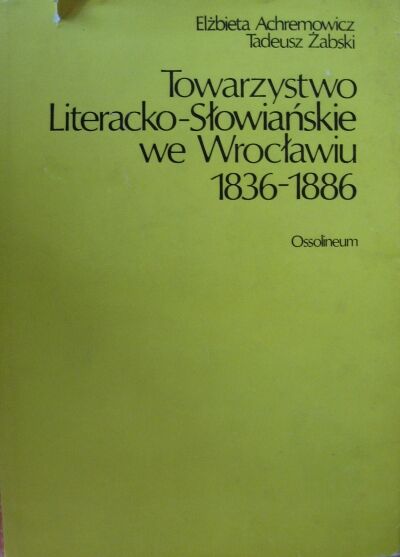 Elżbieta Achremowicz
Tadeusz Żabski
Towarzystwo
Literacko-Słowiańskie
we Wrocławiu
1836-1886
Ossolineum